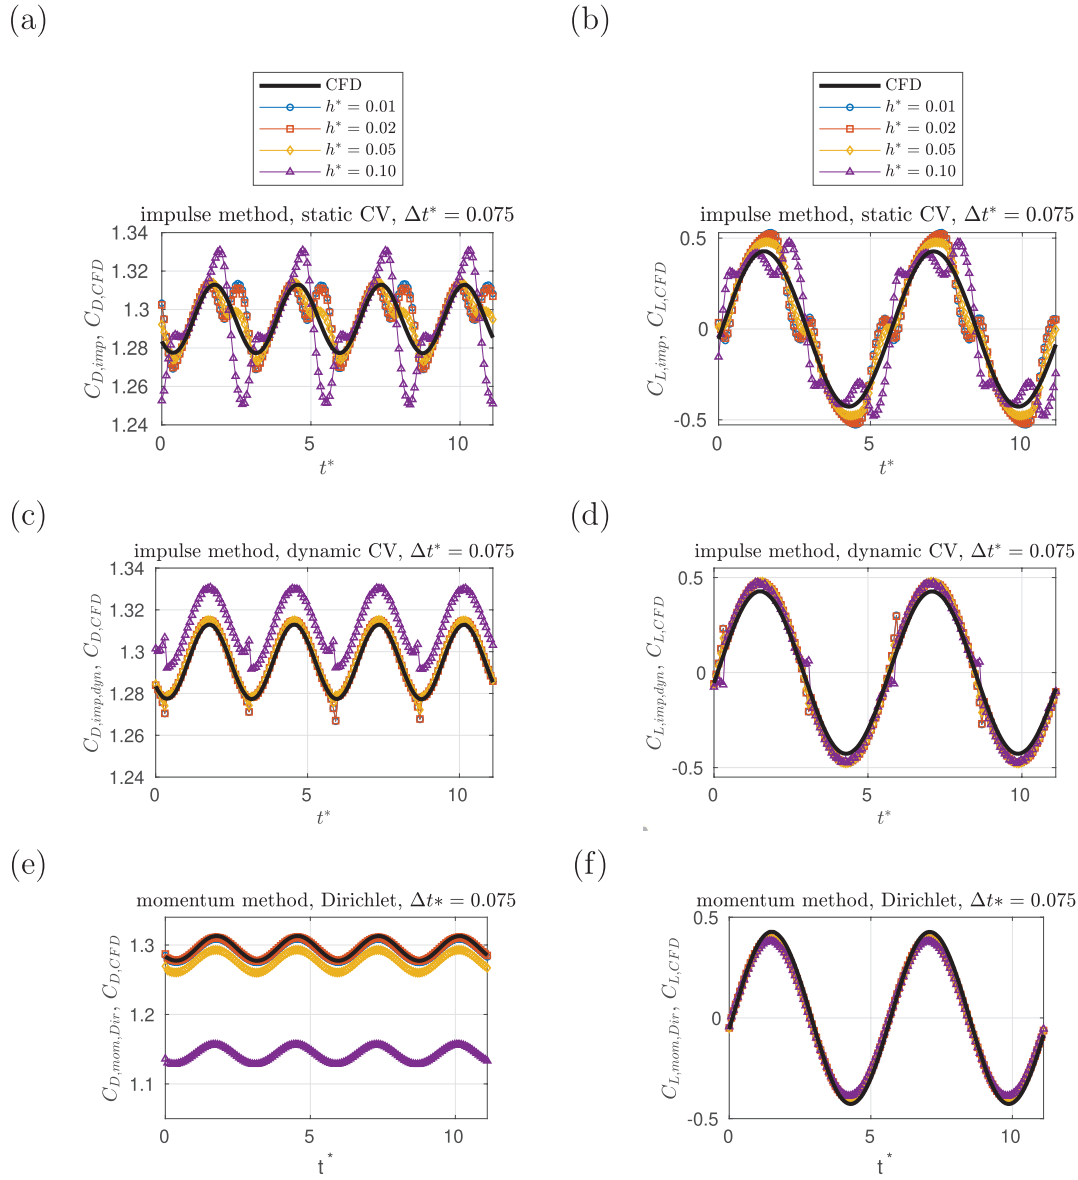 (a)
CFD
h* = 0.01
h* = 0.02
h* = 0.05
h* = 0.10
impulse method, static CV, Δt* = 0.075
C_{D,imp}, C_{D,CFD}
1.34
1.32
1.3
1.28
1.26
1.24
0
5
10
t*
(b)
CFD
h* = 0.01
h* = 0.02
h* = 0.05
h* = 0.10
impulse method, static CV, Δt* = 0.075
C_{L,imp}, C_{L,CFD}
0.5
0
-0.5
0
5
10
t*
(c)
impulse method, dynamic CV, Δt* = 0.075
C_{D,imp,dyn}, C_{D,CFD}
1.34
1.32
1.3
1.28
1.26
1.24
0
5
10
t*
(d)
impulse method, dynamic CV, Δt* = 0.075
C_{L,imp,dyn}, C_{L,CFD}
0.5
0
-0.5
0
5
10
t*
(e)
momentum method, Dirichlet, Δt* = 0.075
C_{D,mom,Dir}, C_{D,CFD}
1.3
1.2
1.1
0
5
10
t*
(f)
momentum method, Dirichlet, Δt* = 0.075
C_{L,mom,Dir}, C_{L,CFD}
0.5
0
-0.5
0
5
10
t*